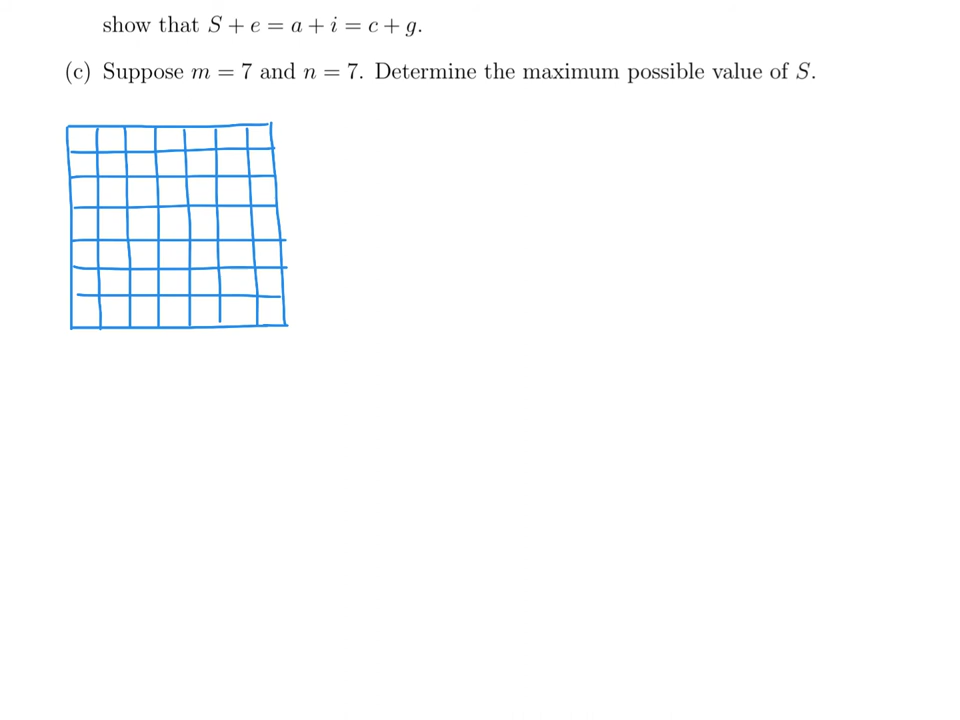 show that S + e = a + i = c + g.
(c) Suppose m = 7 and n = 7. Determine the maximum possible value of S.